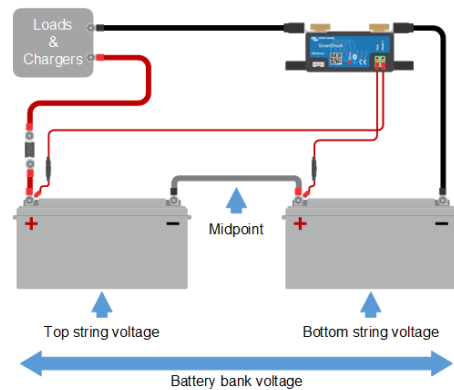 Loads
&
Chargers
SmartShunt
+
−
+
−
Midpoint
Top string voltage
Bottom string voltage
Battery bank voltage